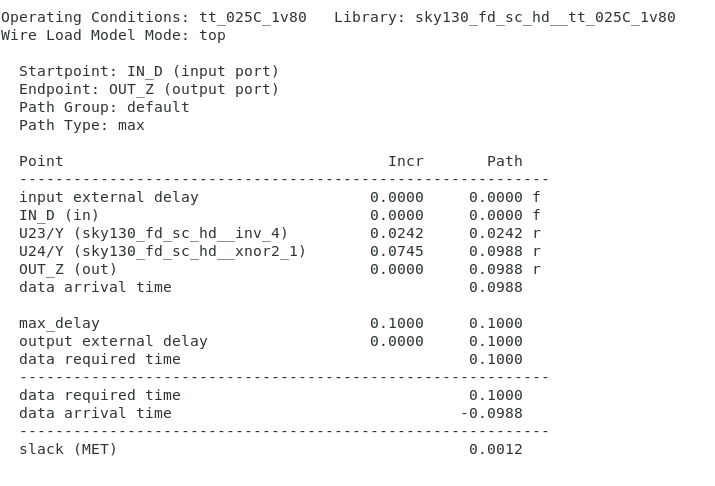 Operating Conditions: tt_025C_1v80   Library: sky130_fd_sc_hd__tt_025C_1v80
Wire Load Model Mode: top

  Startpoint: IN_D (input port)
  Endpoint: OUT_Z (output port)
  Path Group: default
  Path Type: max

  Point                                    Incr       Path
  -----------------------------------------------------------
  input external delay                   0.0000     0.0000 f
  IN_D (in)                              0.0000     0.0000 f
  U23/Y (sky130_fd_sc_hd__inv_4)         0.0242     0.0242 r
  U24/Y (sky130_fd_sc_hd__xnor2_1)       0.0745     0.0988 r
  OUT_Z (out)                            0.0000     0.0988 r
  data arrival time                                 0.0988

  max_delay                              0.1000     0.1000
  output external delay                  0.0000     0.1000
  data required time                                0.1000
  -----------------------------------------------------------
  data required time                                0.1000
  data arrival time                                -0.0988
  -----------------------------------------------------------
  slack (MET)                                       0.0012